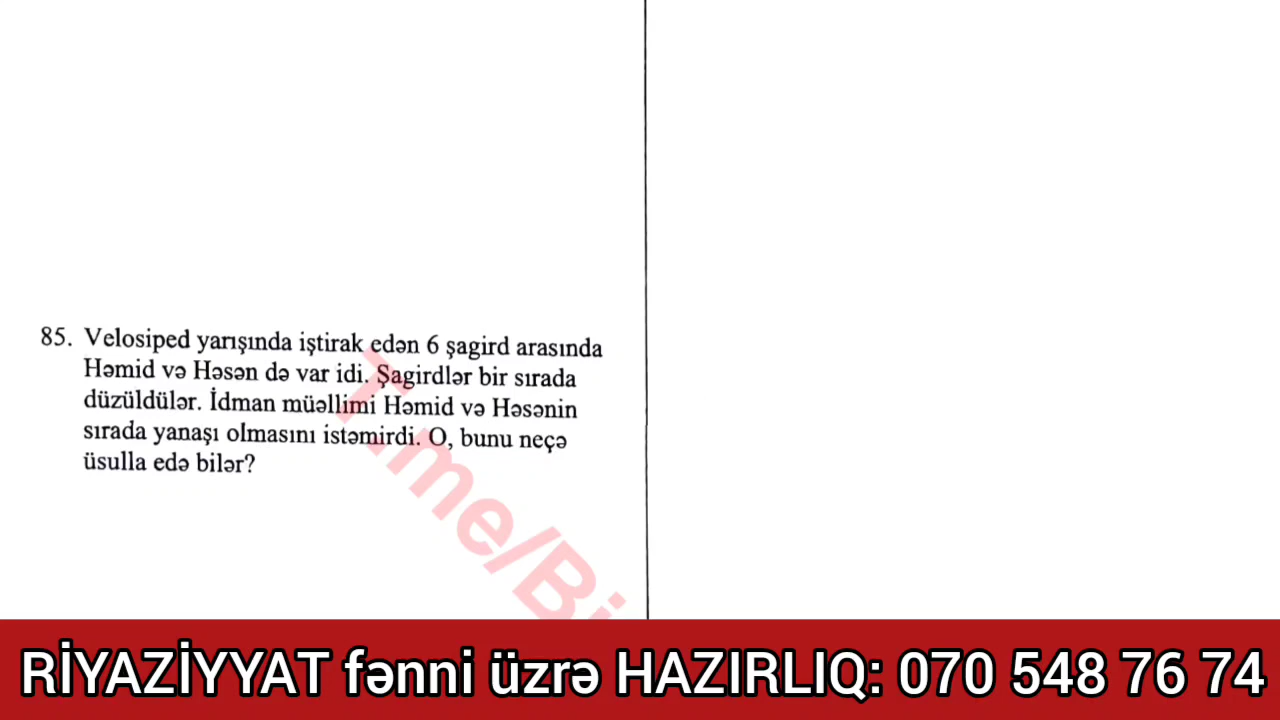 85. Velosiped yarışında iştirak edən 6 şagird arasında
Həmid və Həsən də var idi. Şagirdlər bir sırada
düzüldülər. İdman müəllimi Həmid və Həsənin
sırada yanaşı olmasını istəmirdi. O, bunu neçə
üsulla edə bilər?
T.me/Bi
RİYAZİYYAT fənni üzrə HAZIRLIQ: 070 548 76 74